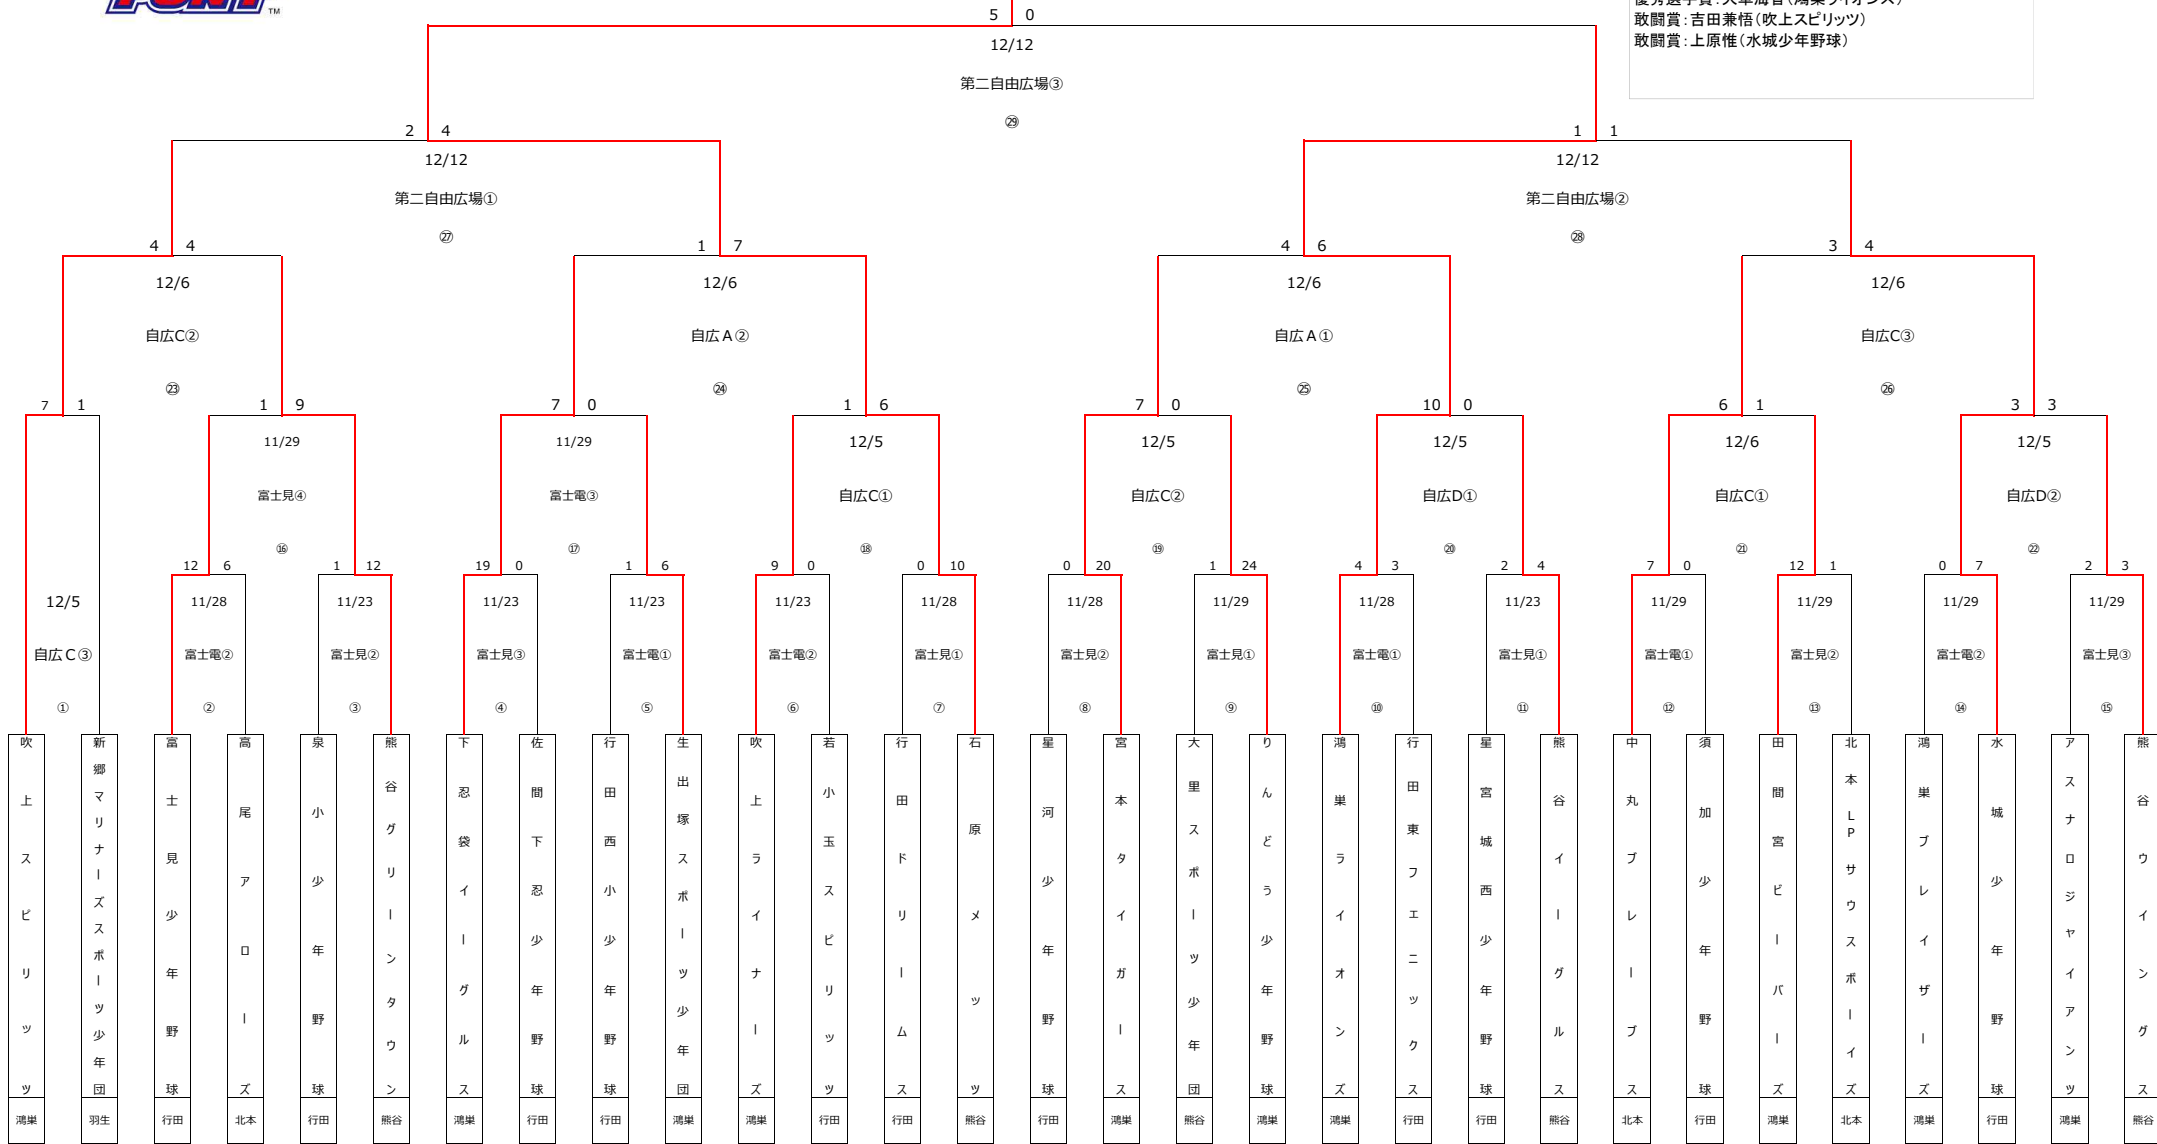 PONY
TM
敢闘賞：吉田兼悟（吹上スピリッツ）
敢闘賞：上原惟（水城少年野球）
5 0
12/12
第二自由広場③
㉙
2 4
12/12
第二自由広場①
㉗
1 1
12/12
第二自由広場②
㉘
4 4
12/6
自広C②
㉓
1 7
12/6
自広A②
㉔
4 6
12/6
自広A①
㉕
3 4
12/6
自広C③
㉖
7 1
12/5
自広C③
①
1 9
11/29
富士見④
⑯
7 0
11/29
富士電③
⑰
1 6
12/5
自広C①
⑱
7 0
12/5
自広C②
⑲
10 0
12/5
自広D①
⑳
6 1
12/6
自広C①
㉑
3 3
12/5
自広D②
㉒
12 6
11/28
富士電②
②
1 12
11/23
富士見②
③
19 0
11/23
富士見③
④
1 6
11/23
富士電①
⑤
9 0
11/23
富士電②
⑥
0 10
11/28
富士見①
⑦
0 20
11/28
富士見②
⑧
1 24
11/29
富士見①
⑨
4 3
11/28
富士電①
⑩
2 4
11/23
富士見①
⑪
7 0
11/29
富士電①
⑫
12 1
11/29
富士見②
⑬
0 7
11/29
富士電②
⑭
2 3
11/29
富士見③
⑮
吹上スピリッツ
鴻巣
新郷マリナーズスポーツ少年団
羽生
富士見少年野球
行田
高尾アローズ
北本
泉小少年野球
行田
熊谷グリーンタウン
熊谷
下忍袋イーグルス
鴻巣
佐間下忍少年野球
行田
行田西小少年野球
行田
生出塚スポーツ少年団
鴻巣
吹上ライナーズ
鴻巣
若小玉スピリッツ
行田
行田ドリームス
行田
石原メッツ
熊谷
星河少年野球
行田
宮本タイガース
鴻巣
大里スポーツ少年団
熊谷
りんどう少年野球
鴻巣
鴻巣ライオンズ
鴻巣
行田東フェニックス
行田
星宮城西少年野球
行田
熊谷イーグルス
熊谷
中丸ブレーブス
北本
須加少年野球
行田
田間宮ビーバーズ
鴻巣
北本LPサウスボーイズ
北本
鴻巣ブレイザーズ
鴻巣
水城少年野球
行田
アスナロジャイアンツ
鴻巣
熊谷ウイングス
熊谷